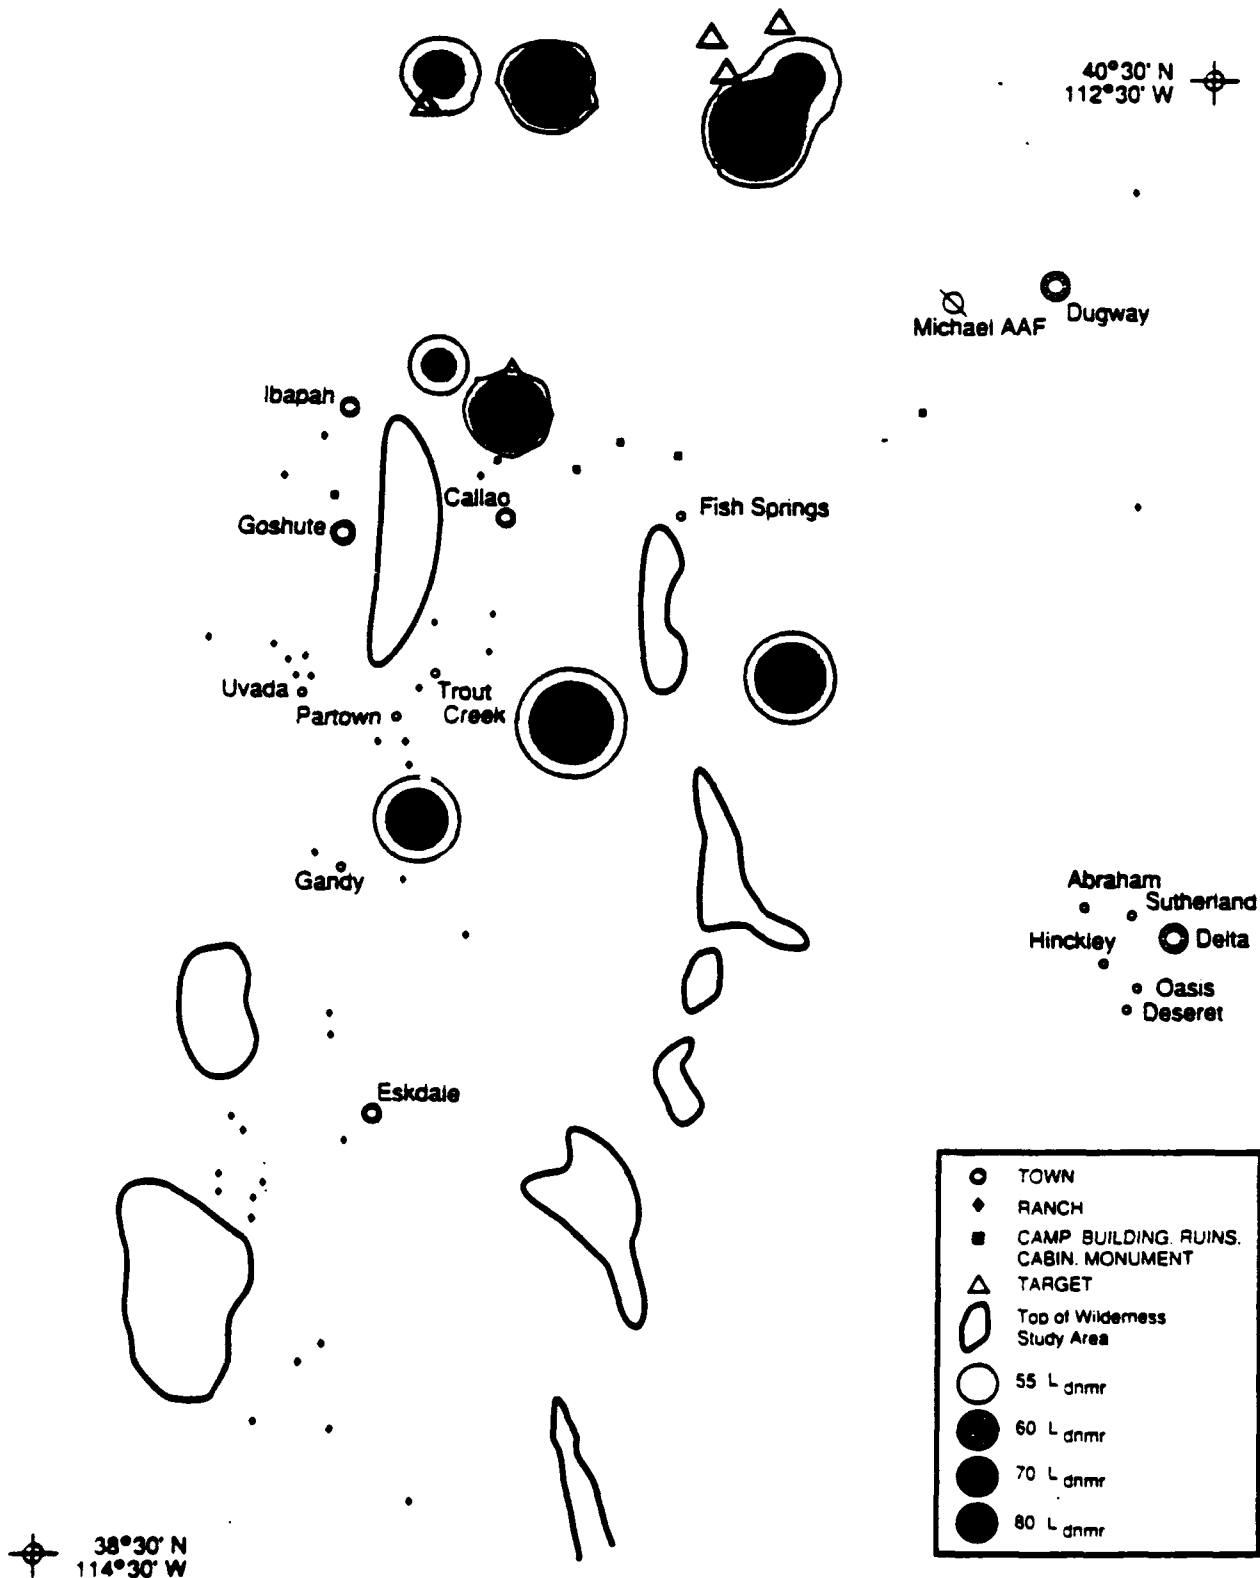 40°30' N
112°30' W
Dugway
Michael AAF
Ibapah
Callao
Fish Springs
Goshute
Uvada
Trout
Creek
Partown
Gandy
Abraham
Sutherland
Hinckley
Delta
Oasis
Deseret
Eskdale
TOWN
RANCH
CAMP. BUILDING. RUINS.
CABIN. MONUMENT
TARGET
Top of Wilderness
Study Area
55 L dnmr
60 L dnmr
70 L dnmr
80 L dnmr
38°30' N
114°30' W